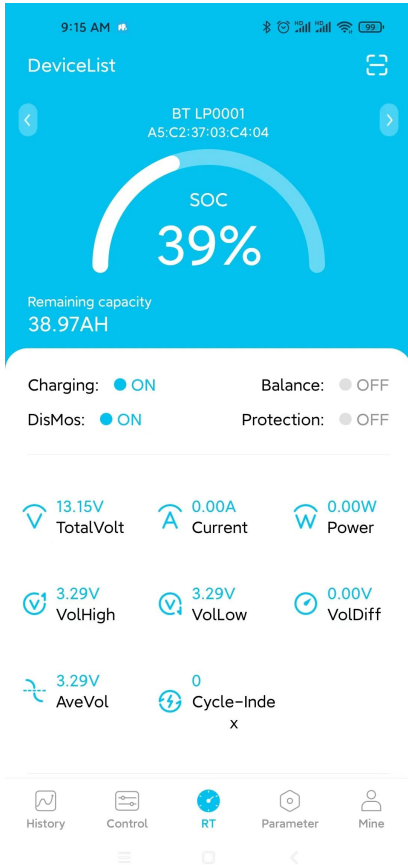 9:15 AM
HD HD 99
DeviceList
BT LP0001
A5:C2:37:03:C4:04
SOC
39%
Remaining capacity
38.97AH
Charging: ON Balance: OFF
DisMos: ON Protection: OFF
13.15V 0.00A 0.00W
V TotalVolt A Current W Power
3.29V 3.29V 0.00V
V VolHigh V VolLow VolDiff
3.29V 0
AveVol Cycle-Inde
x
History Control RT Parameter Mine